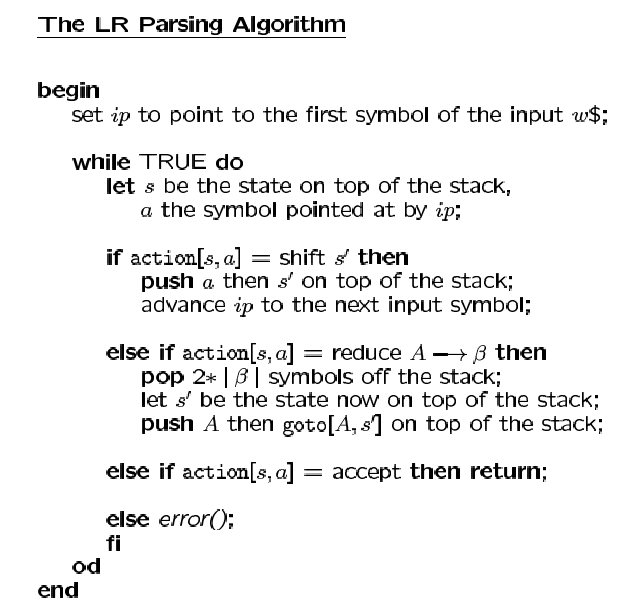 The LR Parsing Algorithm
begin
set ip to point to the first symbol of the input w$;
while TRUE do
let s be the state on top of the stack,
a the symbol pointed at by ip;
if action[s,a] = shift s′ then
push a then s′ on top of the stack;
advance ip to the next input symbol;
else if action[s,a] = reduce A ⟶ β then
pop 2* | β | symbols off the stack;
let s′ be the state now on top of the stack;
push A then goto[A,s′] on top of the stack;
else if action[s,a] = accept then return;
else error();
fi
od
end